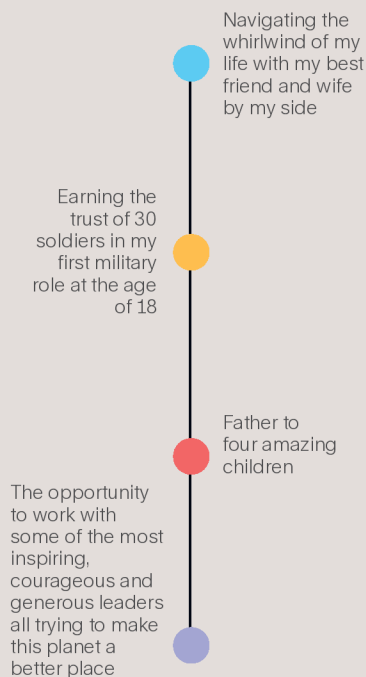 Navigating the
whirlwind of my
life with my best
friend and wife
by my side
Earning the
trust of 30
soldiers in my
first military
role at the age
of 18
Father to
four amazing
children
The opportunity
to work with
some of the most
inspiring,
courageous and
generous leaders
all trying to make
this planet a
better place